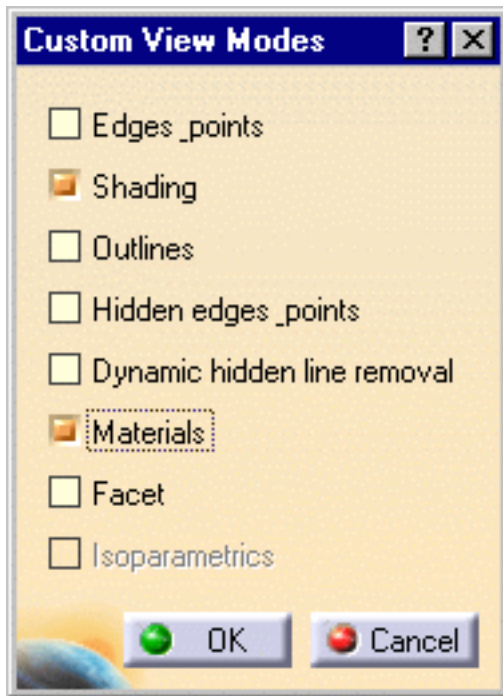 Custom View Modes ? X
Edges _points
Shading
Outlines
Hidden edges _points
Dynamic hidden line removal
Materials
Facet
Isoparametrics
OK Cancel